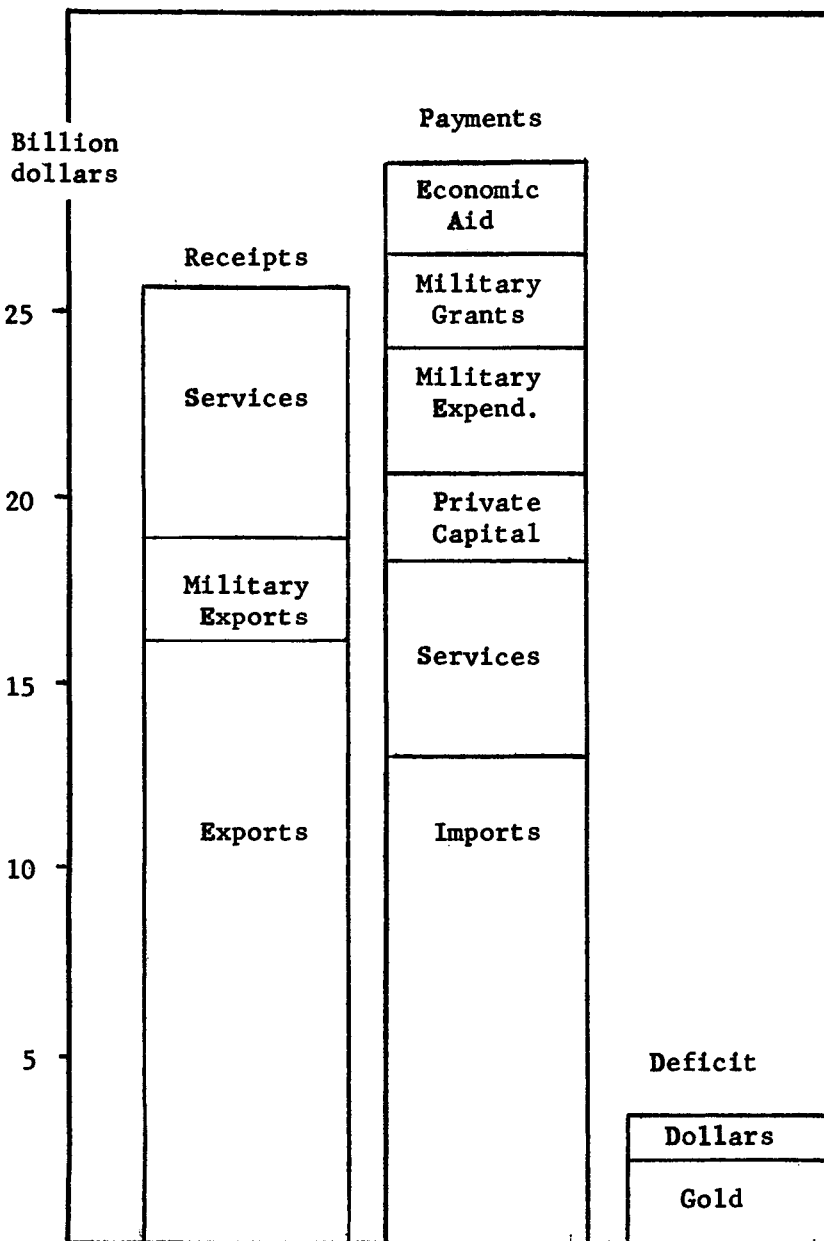 Billion
dollars
25
20
15
10
5
Receipts
Services
Military
Exports
Exports
Payments
Economic
Aid
Military
Grants
Military
Expend.
Private
Capital
Services
Imports
Deficit
Dollars
Gold